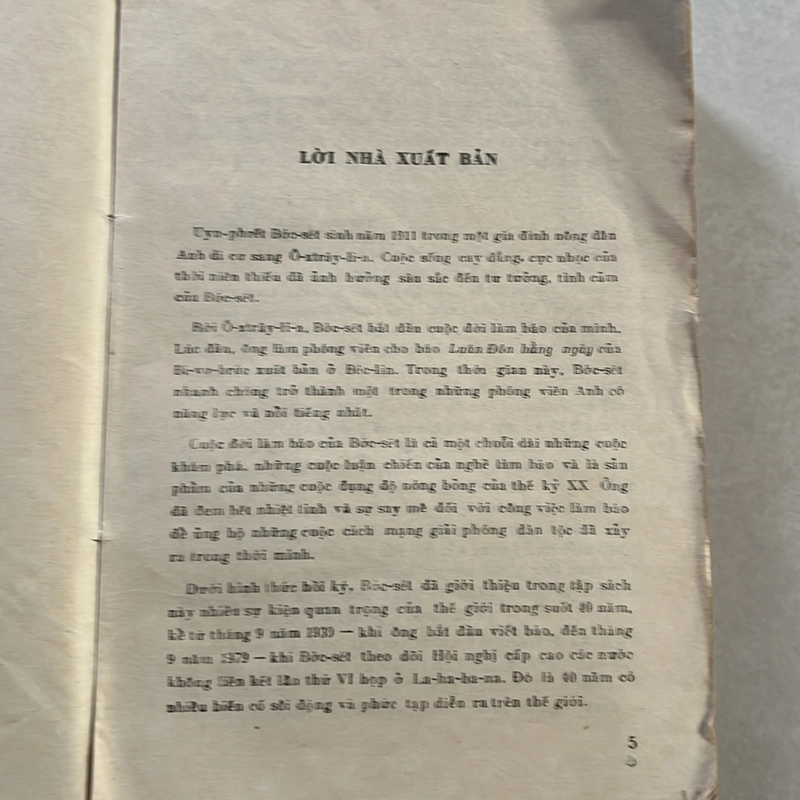 LỜI NHÀ XUẤT BẢN
Uyn-phrết Bớc-sét sinh năm 1911 trong một gia đình nông dân
Anh di cư sang Ô-xtrây-li-a. Cuộc sống cay đắng, cực nhọc của
thời niên thiếu đã ảnh hưởng sâu sắc đến tư tưởng, tình cảm
của Bớc-sét.
Rời Ô-xtrây-li-a, Bớc-sét bắt đầu cuộc đời làm báo của mình.
Lúc đầu, ông làm phóng viên cho báo Luân Đôn hằng ngày của
xuất bản ở Béc-lin. Trong thời gian này, Bớc-sét
nhanh chóng trở thành một trong những phóng viên Anh có
năng lực và nổi tiếng nhất.
Cuộc đời làm báo của Bớc-sét là cả một chuỗi dài những cuộc
khám phá, những cuộc luận chiến của nghề làm báo và là sản
phẩm của những cuộc đụng độ nóng bỏng của thế kỷ XX Ông
đã đem hết nhiệt tình và sự say mê đối với công việc làm báo
để ủng hộ những cuộc cách mạng giải phóng dân tộc đã xảy
ra trong thời mình.
Dưới hình thức hồi ký, Bớc-sét đã giới thiệu trong tập sách
này nhiều sự kiện quan trọng của thế giới trong suốt 40 năm,
kể từ tháng 9 năm 1939 — khi ông bắt đầu viết báo, đến tháng
9 năm 1979 — khi Bớc-sét theo dõi Hội nghị cấp cao các nước
không liên kết lần thứ VI họp ở La-ha-ba-na. Đó là 40 năm có
nhiều biến cố sôi động và phức tạp diễn ra trên thế giới.
5